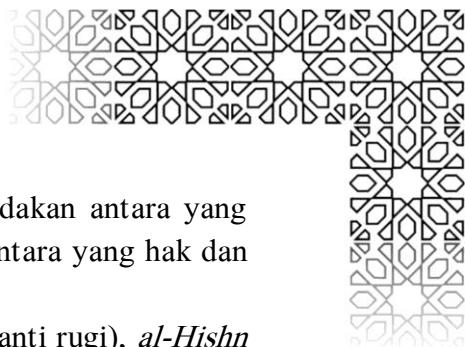 dakan antara yang
ntara yang hak dan
anti rugi), al-Hishn